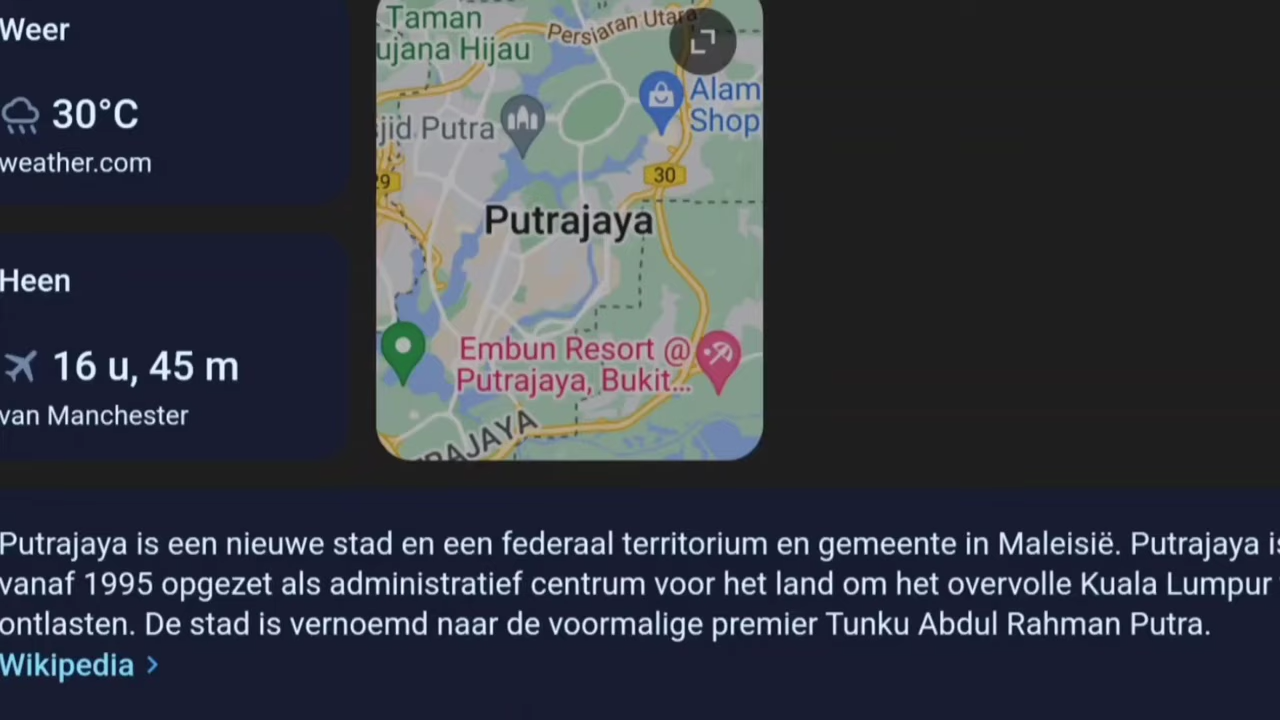 Weer
30°C
weather.com
Heen
16 u, 45 m
van Manchester
Taman
ujana Hijau
Persiaran Utara
Alam
Shop
jid Putra
29
30
Putrajaya
Embun Resort @
Putrajaya, Bukit...
RAJAYA
Putrajaya is een nieuwe stad en een federaal territorium en gemeente in Maleisië. Putrajaya is
vanaf 1995 opgezet als administratief centrum voor het land om het overvolle Kuala Lumpur
ontlasten. De stad is vernoemd naar de voormalige premier Tunku Abdul Rahman Putra.
Wikipedia >